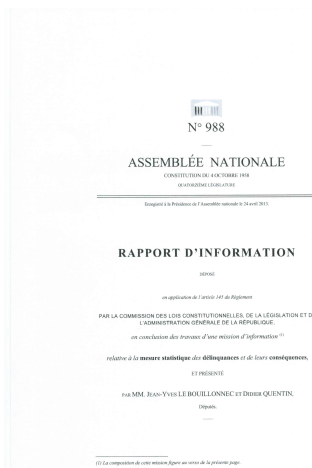 N° 988
ASSEMBLÉE NATIONALE
CONSTITUTION DU 4 OCTOBRE 1958
QUATORZIÈME LÉGISLATURE
Enregistré à la Présidence de l'Assemblée nationale le 24 avril 2013.
RAPPORT D'INFORMATION
DÉPOSÉ
en application de l'article 145 du Règlement
PAR LA COMMISSION DES LOIS CONSTITUTIONNELLES, DE LA LÉGISLATION ET D
L'ADMINISTRATION GÉNÉRALE DE LA RÉPUBLIQUE,
en conclusion des travaux d'une mission d'information (1)
relative à la mesure statistique des délinquances et de leurs conséquences,
ET PRÉSENTÉ
PAR MM. JEAN-YVES LE BOUILLONNEC ET DIDIER QUENTIN,
Députés.
(1) La composition de cette mission figure au verso de la présente page.